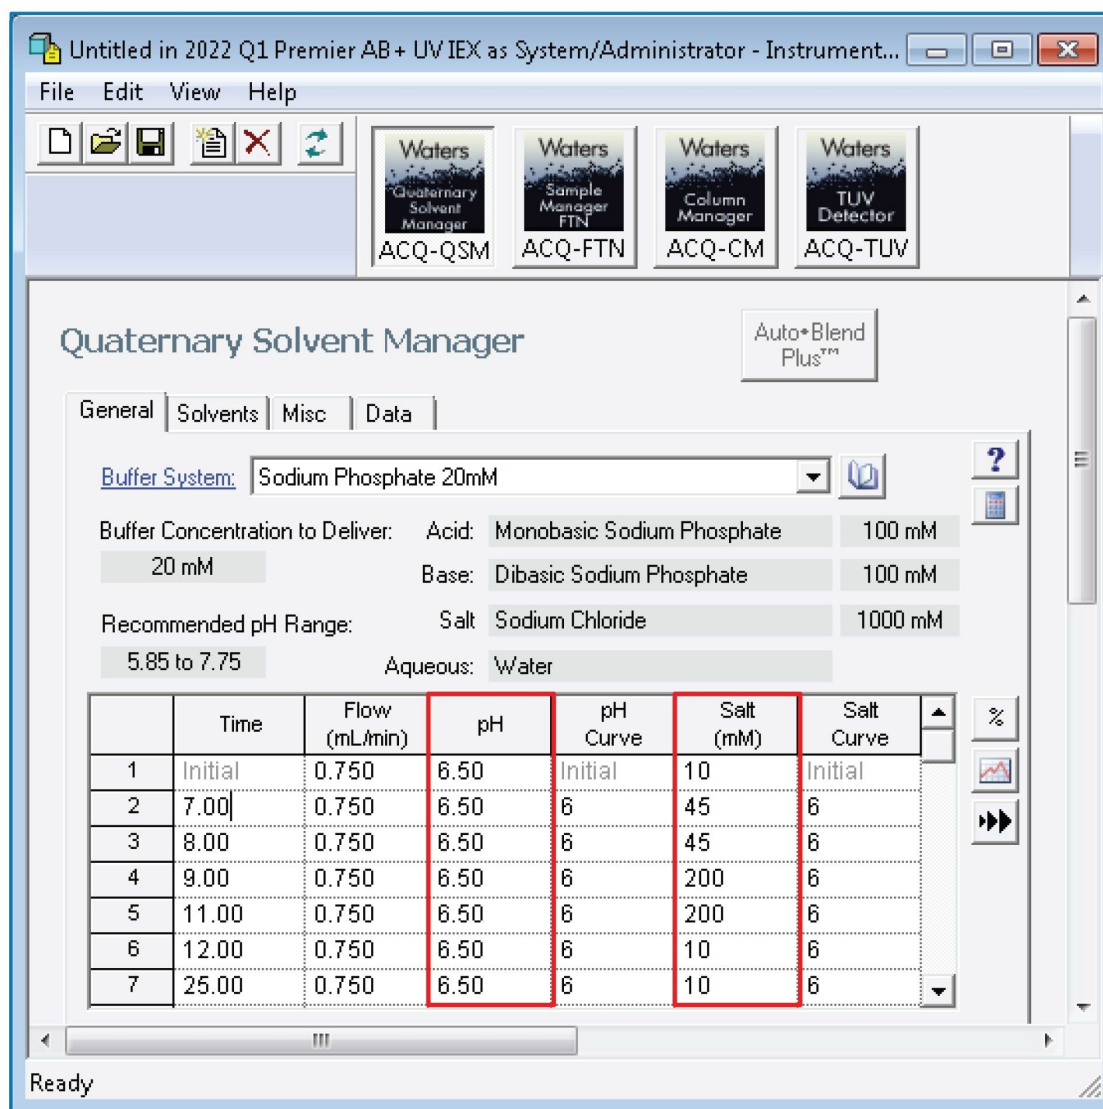 Untitled in 2022 Q1 Premier AB+ UV IEX as System/Administrator - Instrument...
File Edit View Help
Waters Quaternary Solvent Manager
ACQ-QSM
Waters Sample Manager FTN
ACQ-FTN
Waters Column Manager
ACQ-CM
Waters TUV Detector
ACQ-TUV
Quaternary Solvent Manager
Auto•Blend
Plus™
General Solvents Misc Data
Buffer System: Sodium Phosphate 20mM
?
Buffer Concentration to Deliver: Acid: Monobasic Sodium Phosphate 100 mM
20 mM
Base: Dibasic Sodium Phosphate 100 mM
Recommended pH Range: Salt Sodium Chloride 1000 mM
5.85 to 7.75 Aqueous: Water
Time Flow (mL/min) pH pH Curve Salt (mM) Salt Curve
%
1 Initial 0.750 6.50 Initial 10 Initial
2 7.00 0.750 6.50 6 45 6
3 8.00 0.750 6.50 6 45 6
4 9.00 0.750 6.50 6 200 6
5 11.00 0.750 6.50 6 200 6
6 12.00 0.750 6.50 6 10 6
7 25.00 0.750 6.50 6 10 6
Ready